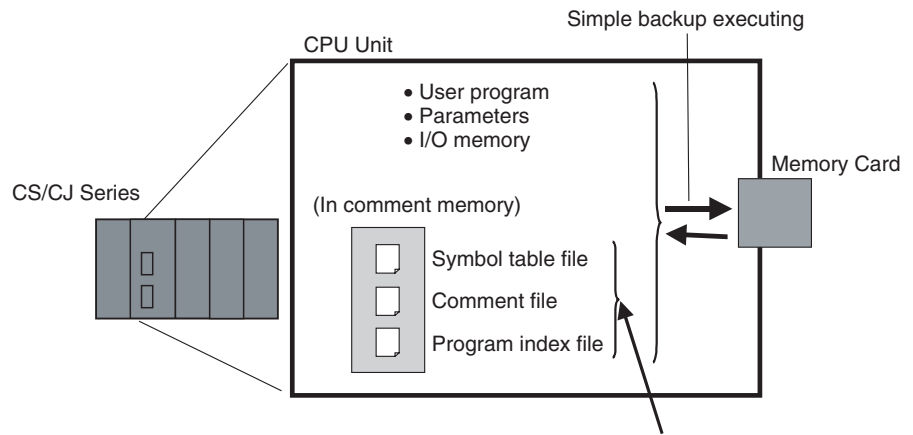 Simple backup executing
CPU Unit
• User program
• Parameters
• I/O memory
Memory Card
CS/CJ Series
(In comment memory)
Symbol table file
Comment file
Program index file